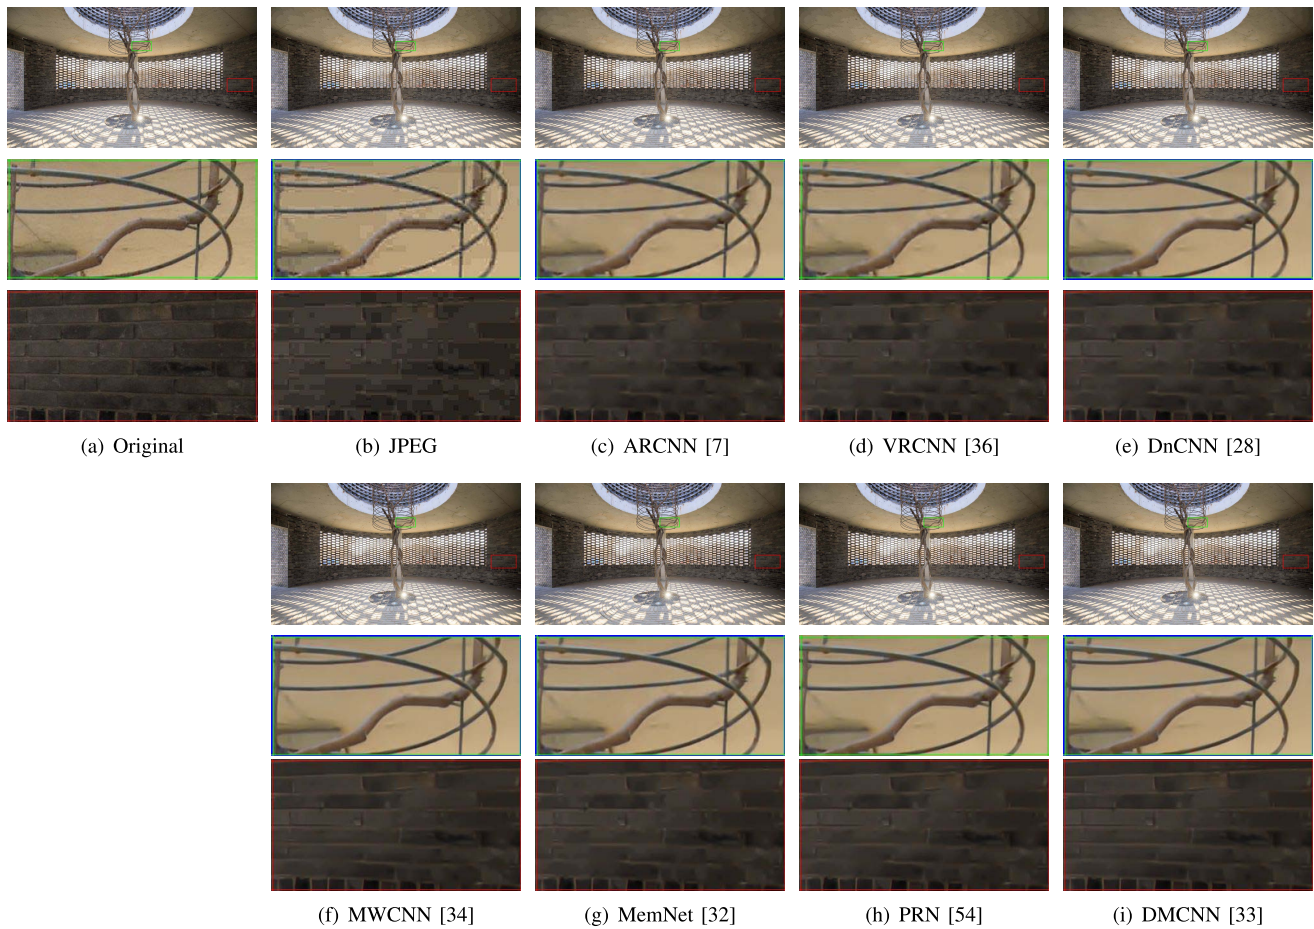 (a) Original
(b) JPEG
(c) ARCNN [7]
(d) VRCNN [36]
(e) DnCNN [28]
(f) MWCNN [34]
(g) MemNet [32]
(h) PRN [54]
(i) DMCNN [33]